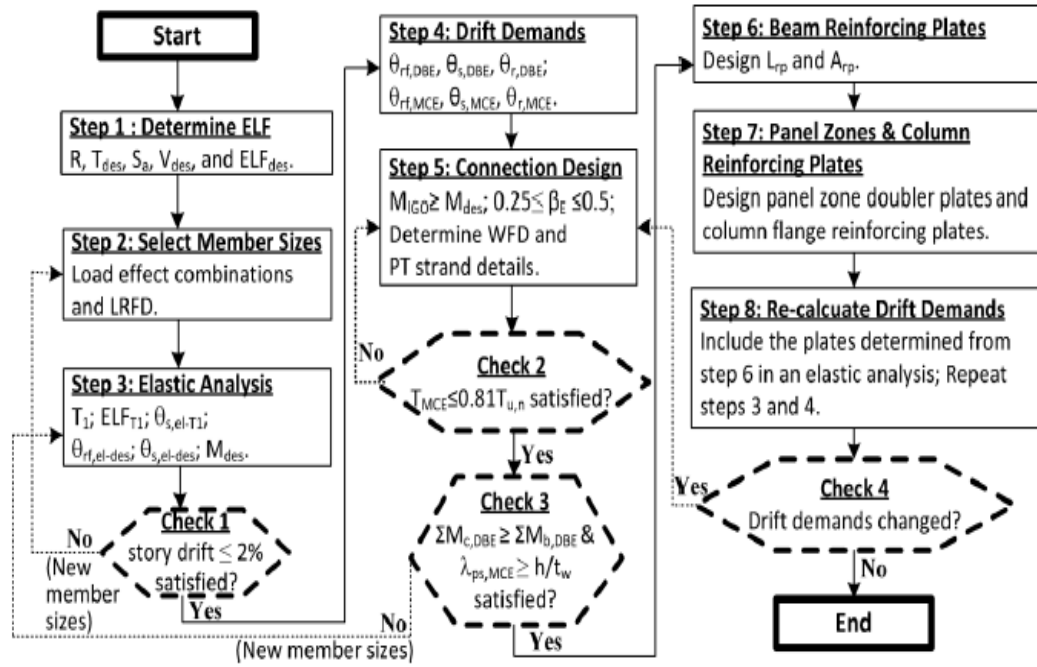 Start
Step 1 : Determine ELF
R, T_des, S_a, V_des, and ELF_des.
Step 2: Select Member Sizes
Load effect combinations
and LRFD.
Step 3: Elastic Analysis
T_1; ELF_T1; θ_s,el-T1;
θ_rf,el-des; θ_s,el-des; M_des.
Check 1
story drift ≤ 2%
satisfied?
No
(New
member
sizes)
Yes
Step 4: Drift Demands
θ_rf,DBE, θ_s,DBE, θ_r,DBE;
θ_rf,MCE, θ_s,MCE, θ_r,MCE.
Step 5: Connection Design
M_IGO≥ M_des; 0.25≤ β_E ≤0.5;
Determine WFD and
PT strand details.
No
Check 2
T_MCE≤0.81T_u,n satisfied?
Yes
Check 3
ΣM_c,DBE ≥ ΣM_b,DBE &
λ_ps,MCE ≥ h/t_w
satisfied?
No
(New member sizes)
Yes
Step 6: Beam Reinforcing Plates
Design L_rp and A_rp.
Step 7: Panel Zones & Column
Reinforcing Plates
Design panel zone doubler plates and
column flange reinforcing plates.
Step 8: Re-calcuate Drift Demands
Include the plates determined from
step 6 in an elastic analysis; Repeat
steps 3 and 4.
Yes
Check 4
Drift demands changed?
No
End